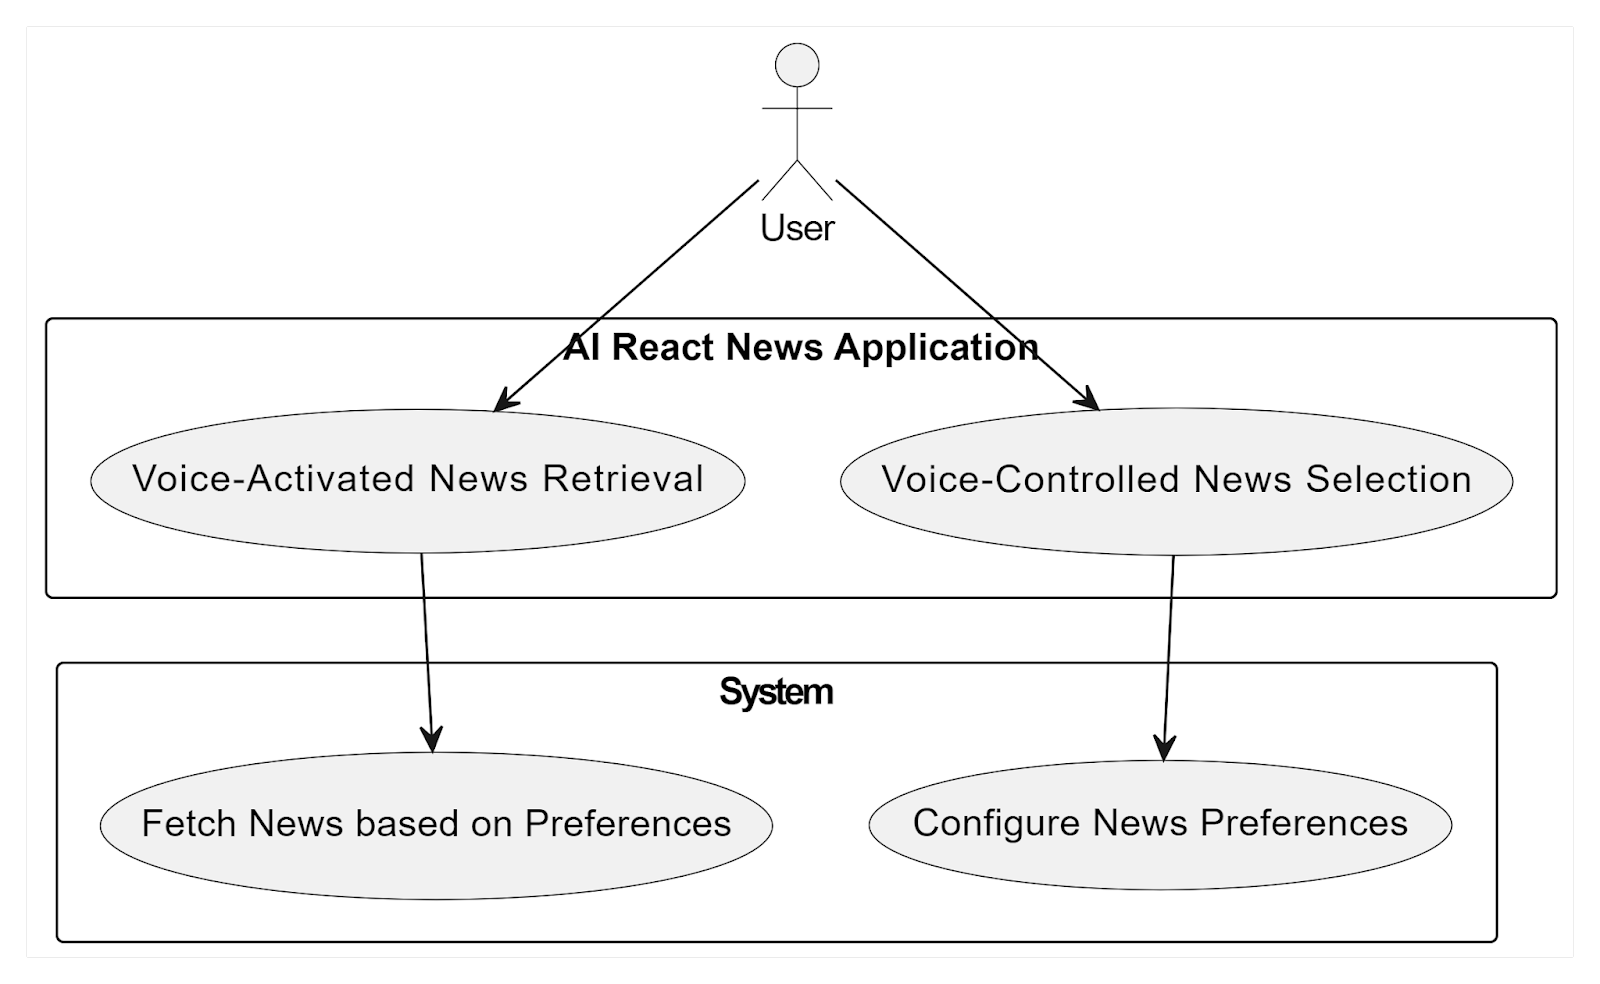 User
AI React News Application
Voice-Activated News Retrieval
Voice-Controlled News Selection
System
Fetch News based on Preferences
Configure News Preferences